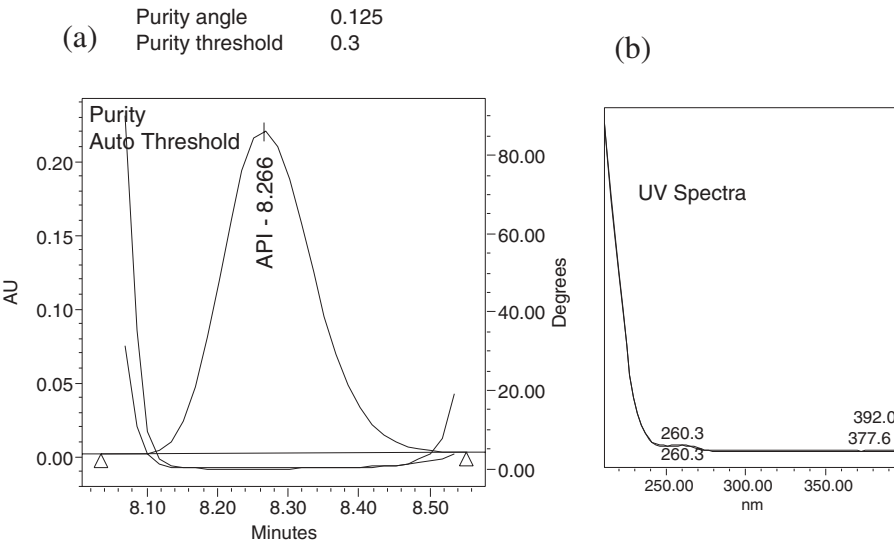 (a)
Purity angle 0.125
Purity threshold 0.3
Purity
Auto Threshold
API - 8.266
AU
0.20
0.15
0.10
0.05
0.00
80.00
60.00
40.00
20.00
0.00
Degrees
8.10 8.20 8.30 8.40 8.50
Minutes
(b)
UV Spectra
260.3
260.3
392.0
377.6
250.00 300.00 350.00
nm